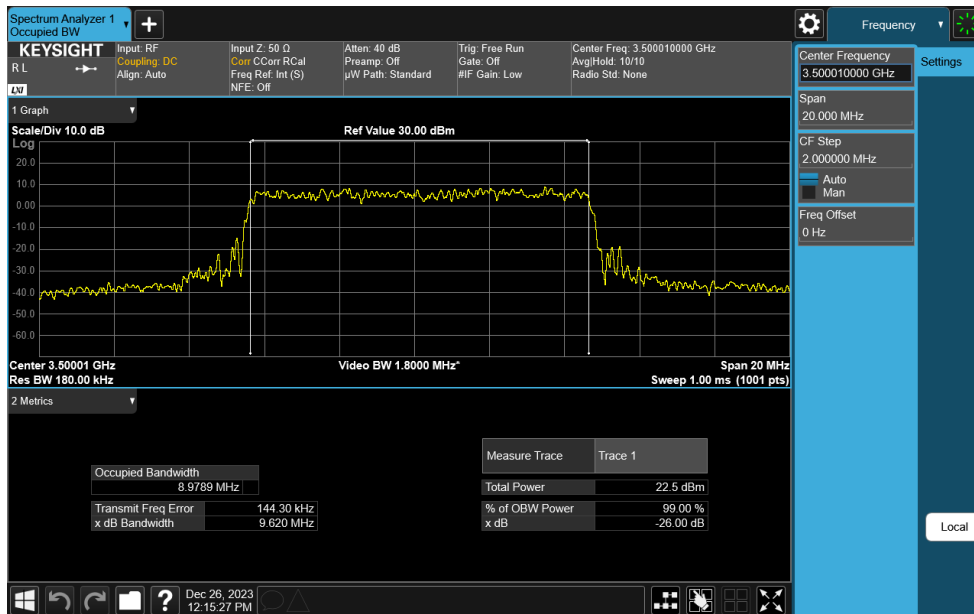 Spectrum Analyzer 1
Occupied BW
Frequency
KEYSIGHT
R L
LXI
Input: RF
Coupling: DC
Align: Auto
Input Z: 50 Ω
Corr CCorr RCal
Freq Ref: Int (S)
NFE: Off
Atten: 40 dB
Preamp: Off
µW Path: Standard
Trig: Free Run
Gate: Off
#IF Gain: Low
Center Freq: 3.500010000 GHz
Avg|Hold: 10/10
Radio Std: None
Center Frequency
3.500010000 GHz
Settings
Span
20.000 MHz
CF Step
2.000000 MHz
Auto
Man
Freq Offset
0 Hz
Local
1 Graph
Scale/Div 10.0 dB
Ref Value 30.00 dBm
Log
20.0
10.0
0.00
-10.0
-20.0
-30.0
-40.0
-50.0
-60.0
Center 3.50001 GHz
Video BW 1.8000 MHz*
Span 20 MHz
Res BW 180.00 kHz
Sweep 1.00 ms (1001 pts)
2 Metrics
Measure Trace
Trace 1
Occupied Bandwidth
8.9789 MHz
Total Power
22.5 dBm
Transmit Freq Error
144.30 kHz
% of OBW Power
99.00 %
x dB Bandwidth
9.620 MHz
x dB
-26.00 dB
?
Dec 26, 2023
12:15:27 PM